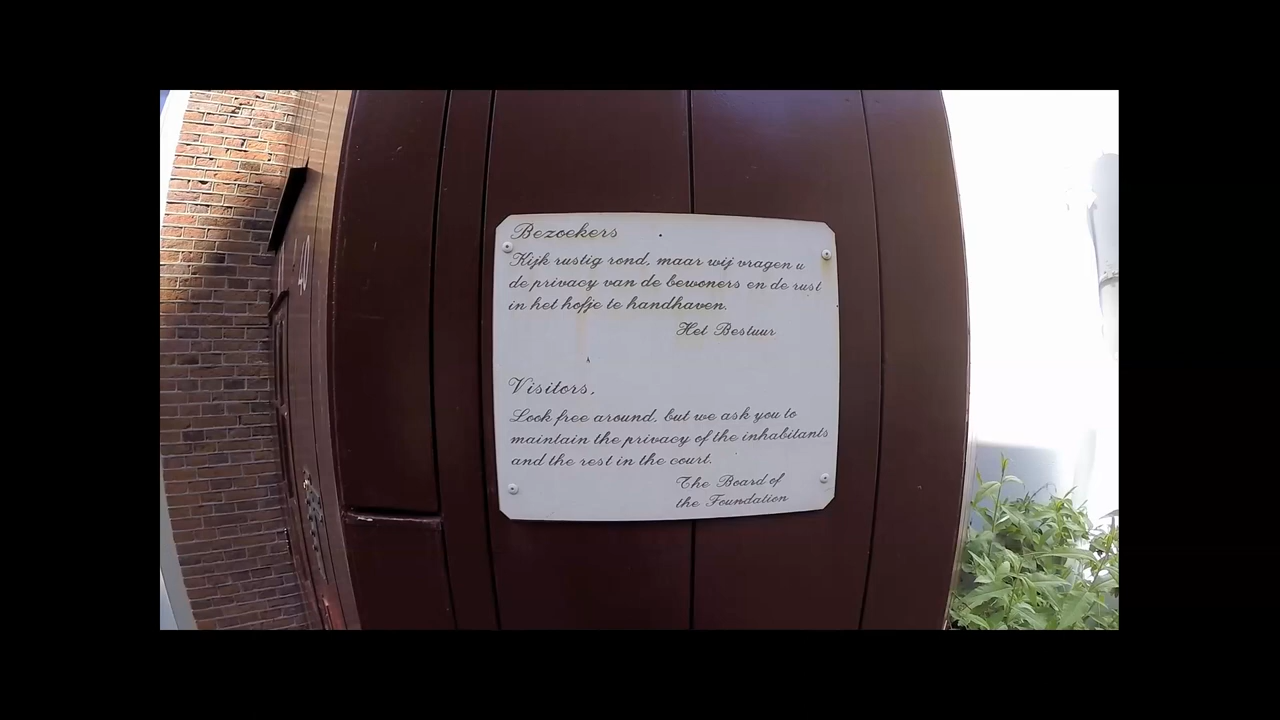 Bezoekers
Kijk rustig rond, maar wij vragen u
de privacy van de bewoners en de rust
in het hofje te handhaven.
Het Bestuur
Visitors,
Look free around, but we ask you to
maintain the privacy of the inhabitants
and the rest in the court.
The Board of
the Foundation